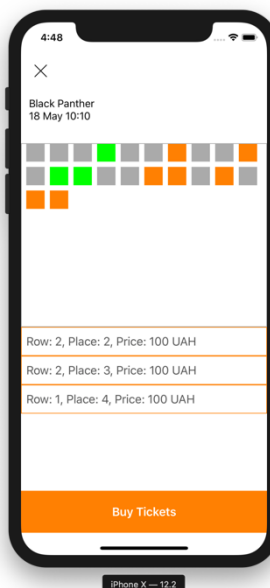 4:48
Black Panther
18 May 10:10
Row: 2, Place: 2, Price: 100 UAH
Row: 2, Place: 3, Price: 100 UAH
Row: 1, Place: 4, Price: 100 UAH
Buy Tickets
iPhone X — 12.2